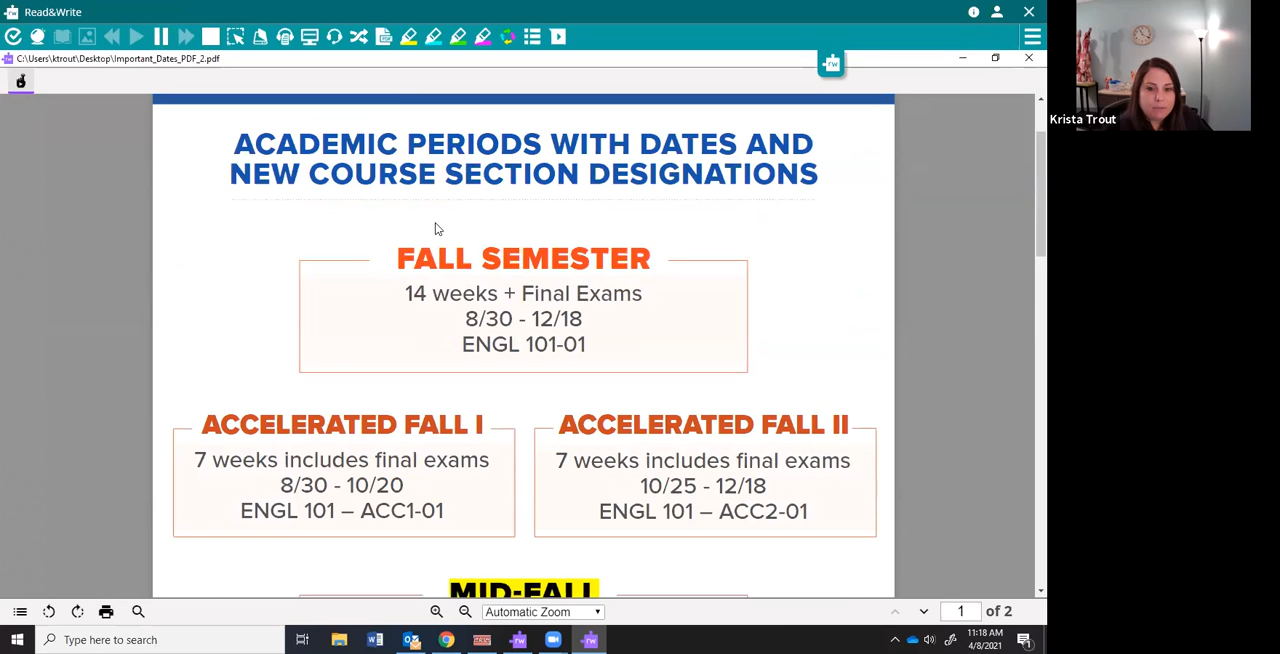 Read&Write
C:\Users\ktrout\Desktop\Important_Dates_PDF_2.pdf
Krista Trout
ACADEMIC PERIODS WITH DATES AND
NEW COURSE SECTION DESIGNATIONS
FALL SEMESTER
14 weeks + Final Exams
8/30 - 12/18
ENGL 101-01
ACCELERATED FALL I
7 weeks includes final exams
8/30 - 10/20
ENGL 101 – ACC1-01
ACCELERATED FALL II
7 weeks includes final exams
10/25 - 12/18
ENGL 101 – ACC2-01
MID-FALL
Automatic Zoom
1 of 2
Type here to search
11:18 AM
4/8/2021